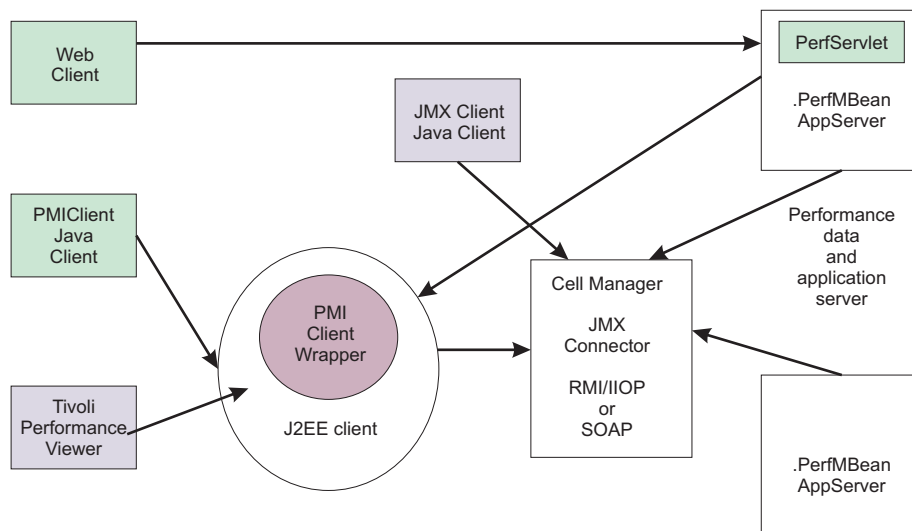 Web
Client
PerfServlet
.PerfMBean
AppServer
JMX Client
Java Client
PMIClient
Java
Client
Performance
data
and
application
server
PMI
Client
Wrapper
J2EE client
Cell Manager
JMX
Connector
RMI/IIOP
or
SOAP
Tivoli
Performance
Viewer
.PerfMBean
AppServer